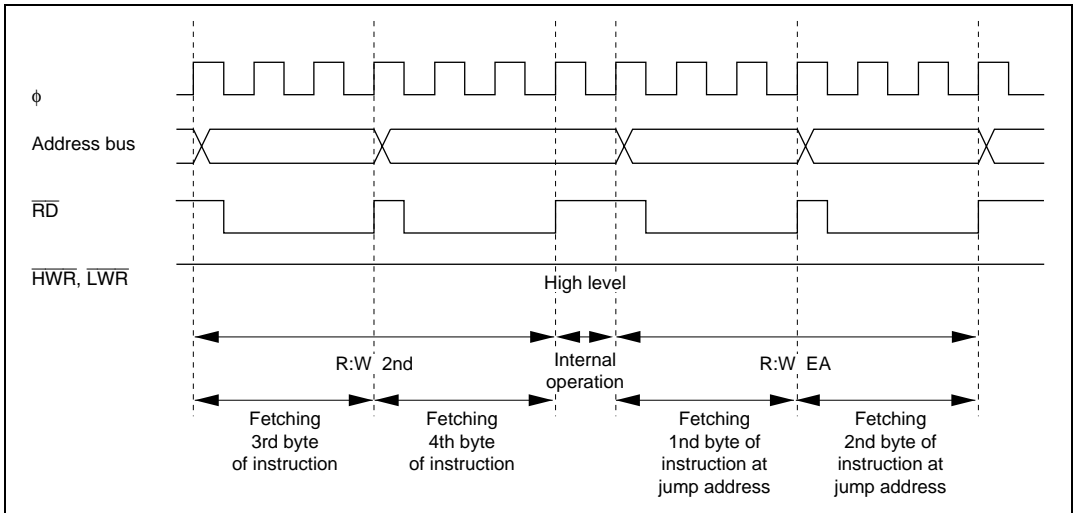 φ
Address bus
RD
HWR, LWR
High level
R:W 2nd
Internal
operation
R:W EA
Fetching
3rd byte
of instruction
Fetching
4th byte
of instruction
Fetching
1nd byte of
instruction at
jump address
Fetching
2nd byte of
instruction at
jump address